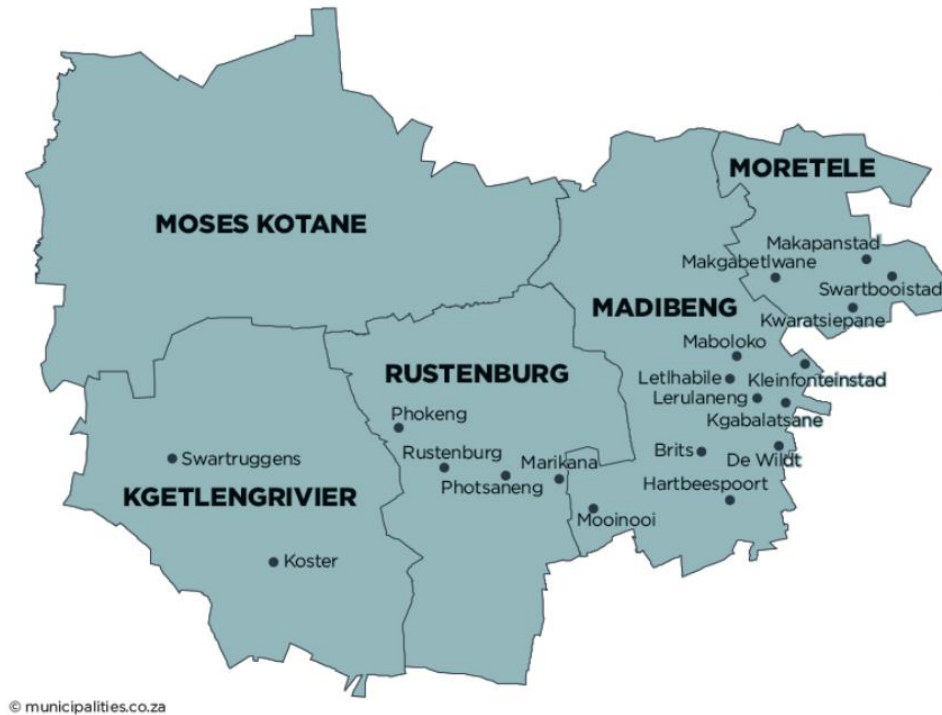 MORETELE
MOSES KOTANE
Makapanstad
Makgabetlwane
Swartbooistad
MADIBENG
Kwaratsiepane
Maboloko
RUSTENBURG
Letlhabile
Kleinfonteinstad
Lerulaneng
Phokeng
Kgabalatsane
Rustenburg
Marikana
Brits
De Wildt
Swartruggens
Photsaneng
Hartbeespoort
KGETLENGRIVIER
Mooinooi
Koster
© municipalities.co.za